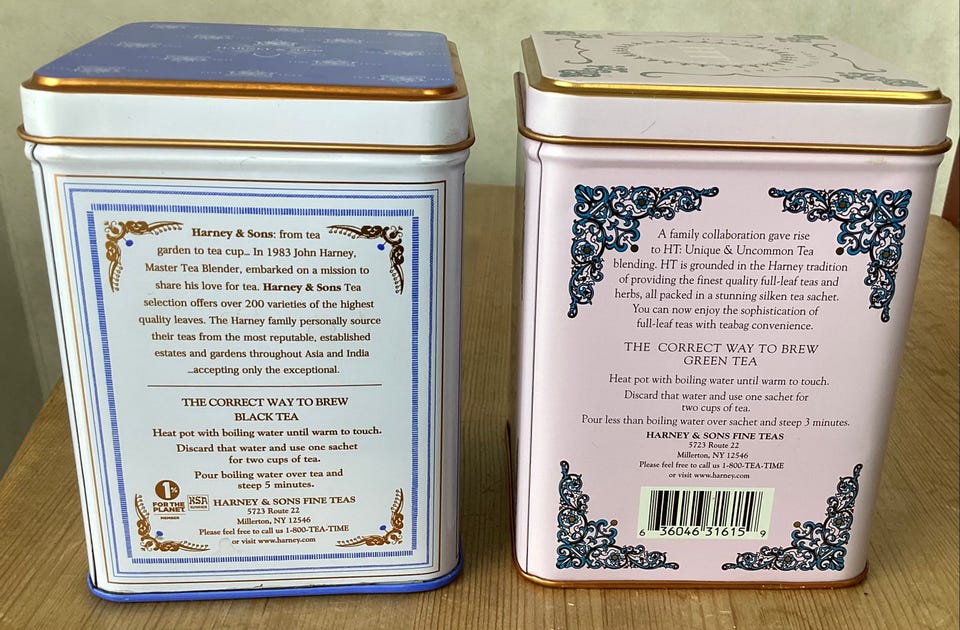 HARNEY & SONS
Harney & Sons: from tea
garden to tea cup... In 1983 John Harney,
Master Tea Blender, embarked on a mission to
share his love for tea. Harney & Sons Tea
selection offers over 200 varieties of the highest
quality leaves. The Harney family personally source
their teas from the most reputable, established
estates and gardens throughout Asia and India
...accepting only the exceptional.
THE CORRECT WAY TO BREW
BLACK TEA
Heat pot with boiling water until warm to touch.
Discard that water and use one sachet
for two cups of tea.
Pour boiling water over tea and
steep 5 minutes.
1%
FOR THE
PLANET
MEMBER
KSA
HARNEY & SONS FINE TEAS
5723 Route 22
Millerton, NY 12546
Please feel free to call us 1-800-TEA-TIME
or visit www.harney.com
A family collaboration gave rise
to HT: Unique & Uncommon Tea
blending. HT is grounded in the Harney tradition
of providing the finest quality full-leaf teas and
herbs, all packed in a stunning silken tea sachet.
You can now enjoy the sophistication of
full-leaf teas with teabag convenience.
THE CORRECT WAY TO BREW
GREEN TEA
Heat pot with boiling water until warm to touch.
Discard that water and use one sachet for
two cups of tea.
Pour less than boiling water over sachet and steep 3 minutes.
HARNEY & SONS FINE TEAS
5723 Route 22
Millerton, NY 12546
Please feel free to call us 1-800-TEA-TIME
or visit www.harney.com
6 36046 31615 9